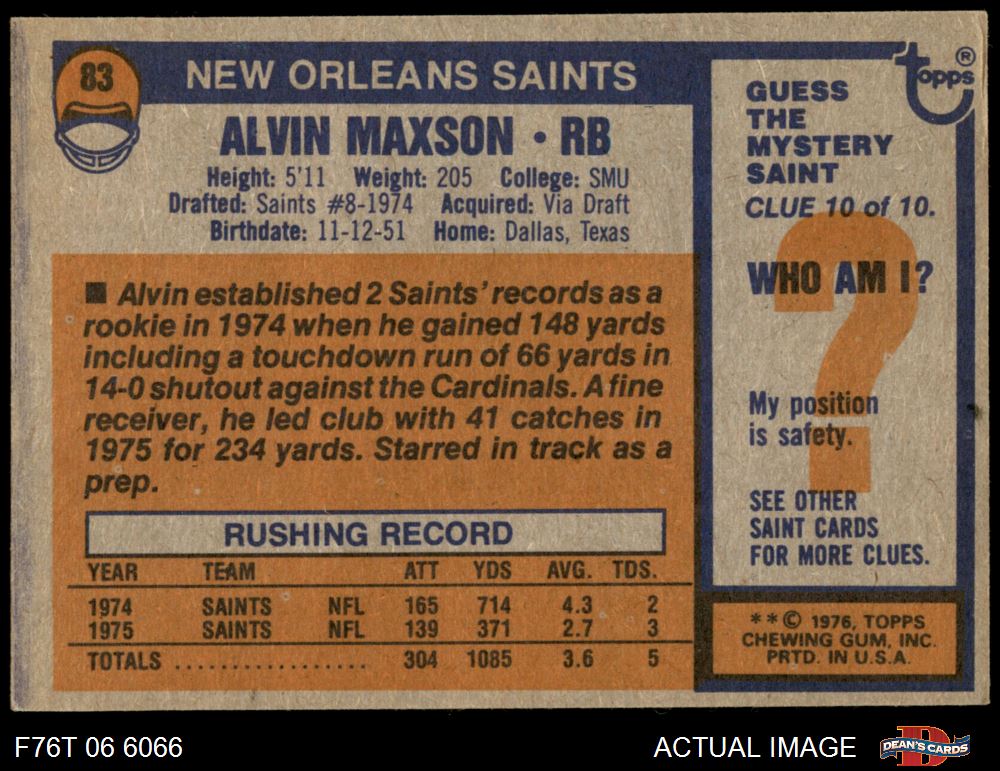 83
NEW ORLEANS SAINTS
ALVIN MAXSON • RB
Height: 5'11 Weight: 205 College: SMU
Drafted: Saints #8-1974 Acquired: Via Draft
Birthdate: 11-12-51 Home: Dallas, Texas
■ Alvin established 2 Saints' records as a
rookie in 1974 when he gained 148 yards
including a touchdown run of 66 yards in
14-0 shutout against the Cardinals. A fine
receiver, he led club with 41 catches in
1975 for 234 yards. Starred in track as a
prep.
RUSHING RECORD
YEAR TEAM ATT YDS AVG. TDS.
1974 SAINTS NFL 165 714 4.3 2
1975 SAINTS NFL 139 371 2.7 3
TOTALS .................. 304 1085 3.6 5
topps ®
GUESS
THE
MYSTERY
SAINT
CLUE 10 of 10.
WHO AM I?
?
My position
is safety.
SEE OTHER
SAINT CARDS
FOR MORE CLUES.
**© 1976, TOPPS
CHEWING GUM, INC.
PRTD. IN U.S.A.
F76T 06 6066
ACTUAL IMAGE
D
DEAN'S CARDS